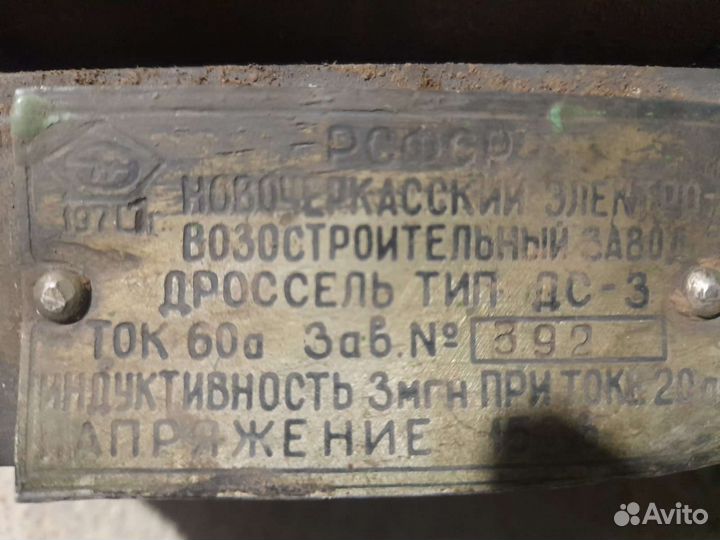 РСФСР
НОВОЧЕРКАССКИЙ ЭЛЕКТРО-
ВОЗОСТРОИТЕЛЬНЫЙ ЗАВОД
ДРОССЕЛЬ ТИП ДС-3
ТОК 60а Зав. № 392
ИНДУКТИВНОСТЬ 3мгн ПРИ ТОКЕ 20а
НАПРЯЖЕНИЕ
Avito